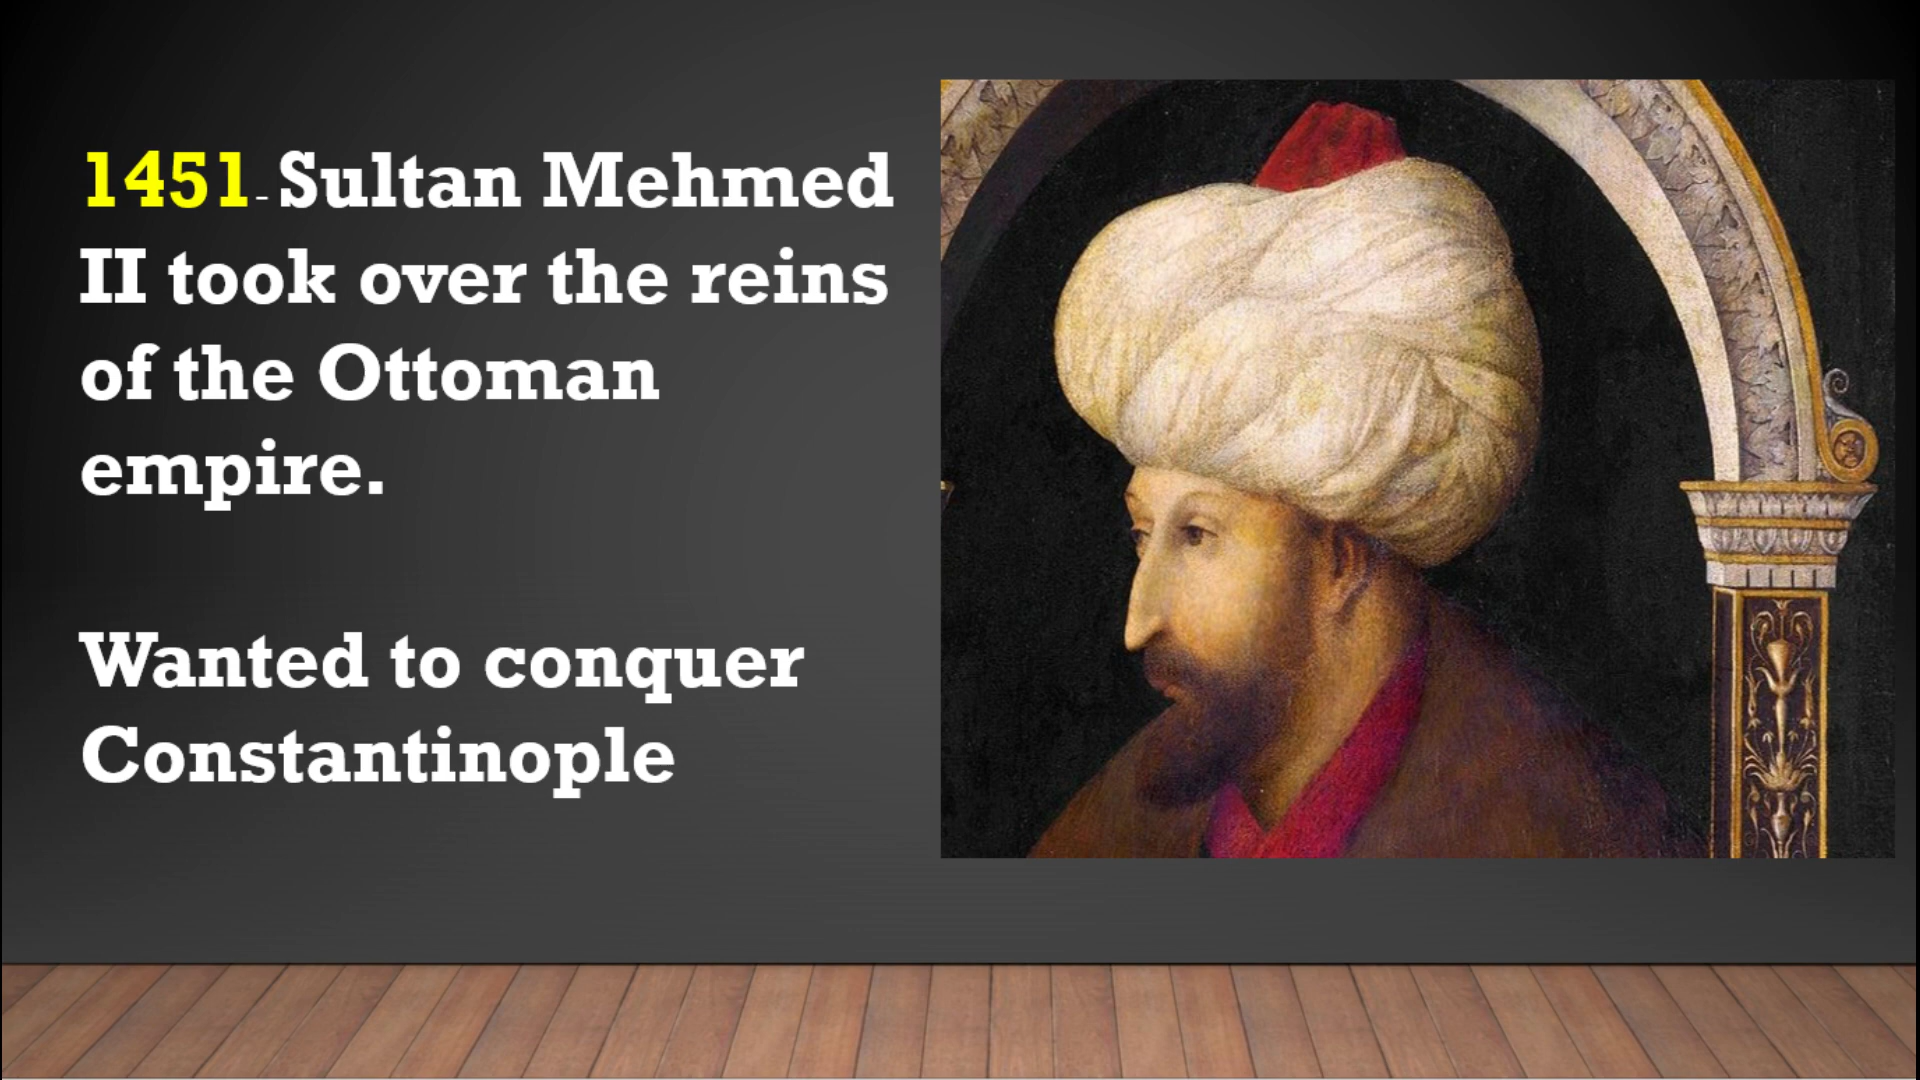 1451- Sultan Mehmed
II took over the reins
of the Ottoman
empire.
Wanted to conquer
Constantinople